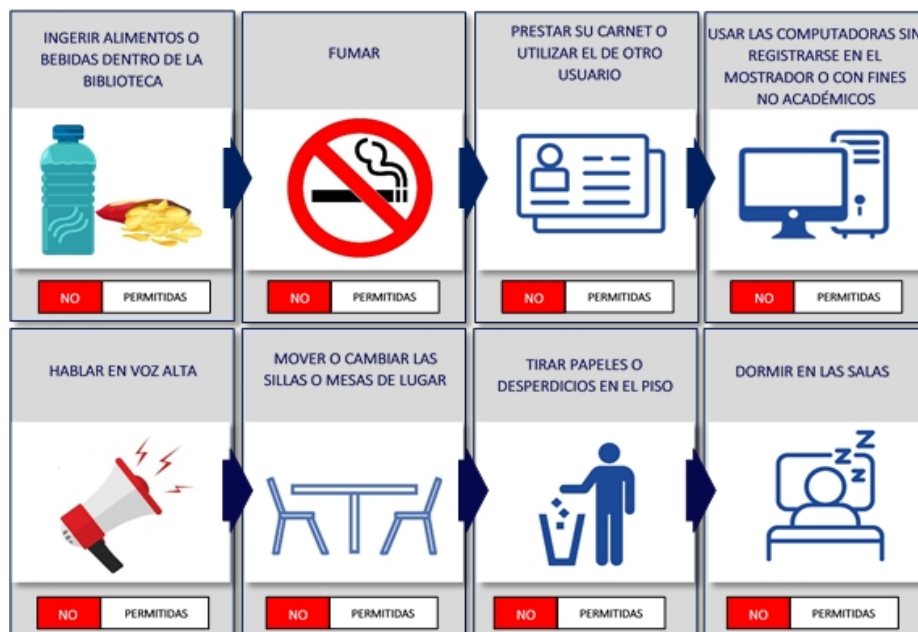 INGERIR ALIMENTOS O
BEBIDAS DENTRO DE LA
BIBLIOTECA
NO PERMITIDAS
FUMAR
NO PERMITIDAS
PRESTAR SU CARNET O
UTILIZAR EL DE OTRO
USUARIO
NO PERMITIDAS
USAR LAS COMPUTADORAS SIN
REGISTRARSE EN EL
MOSTRADOR O CON FINES
NO ACADÉMICOS
NO PERMITIDAS
HABLAR EN VOZ ALTA
NO PERMITIDAS
MOVER O CAMBIAR LAS
SILLAS O MESAS DE LUGAR
NO PERMITIDAS
TIRAR PAPELES O
DESPERDICIOS EN EL PISO
NO PERMITIDAS
DORMIR EN LAS SALAS
ZZZ
NO PERMITIDAS